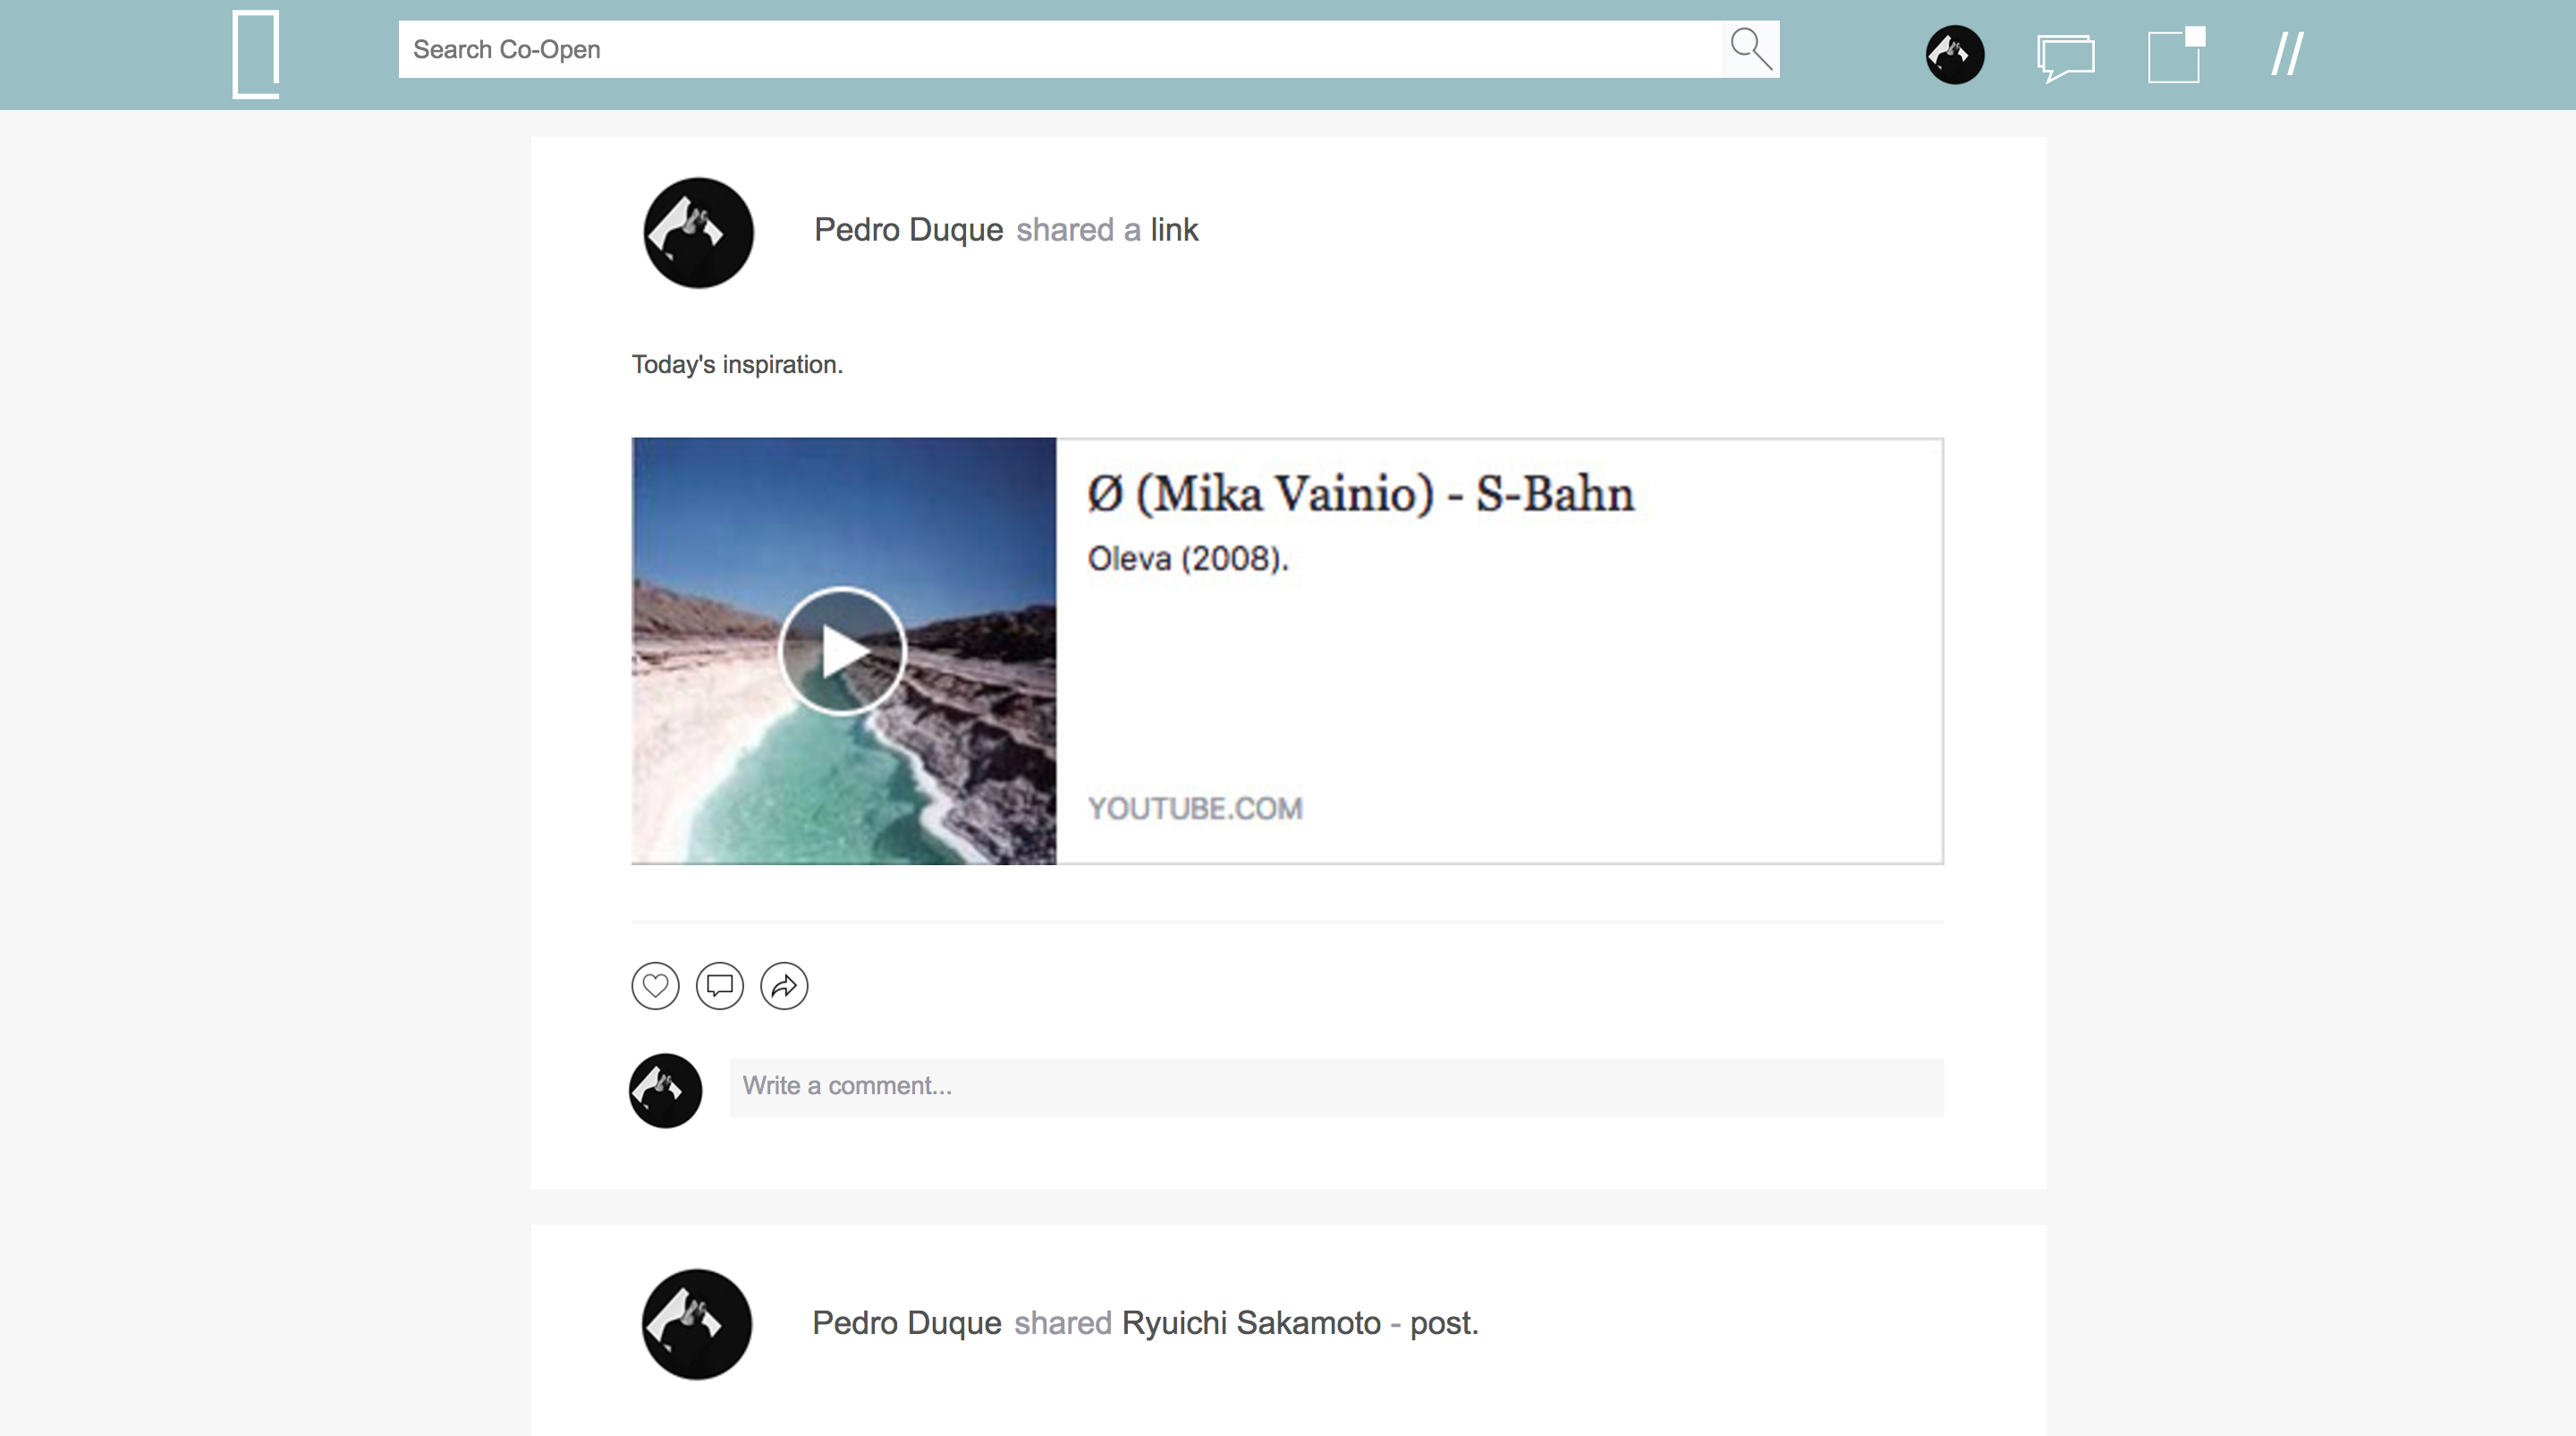 Search Co-Open
Pedro Duque shared a link
Today's inspiration.
Ø (Mika Vainio) - S-Bahn
Oleva (2008).
YOUTUBE.COM
Write a comment...
Pedro Duque shared Ryuichi Sakamoto - post.